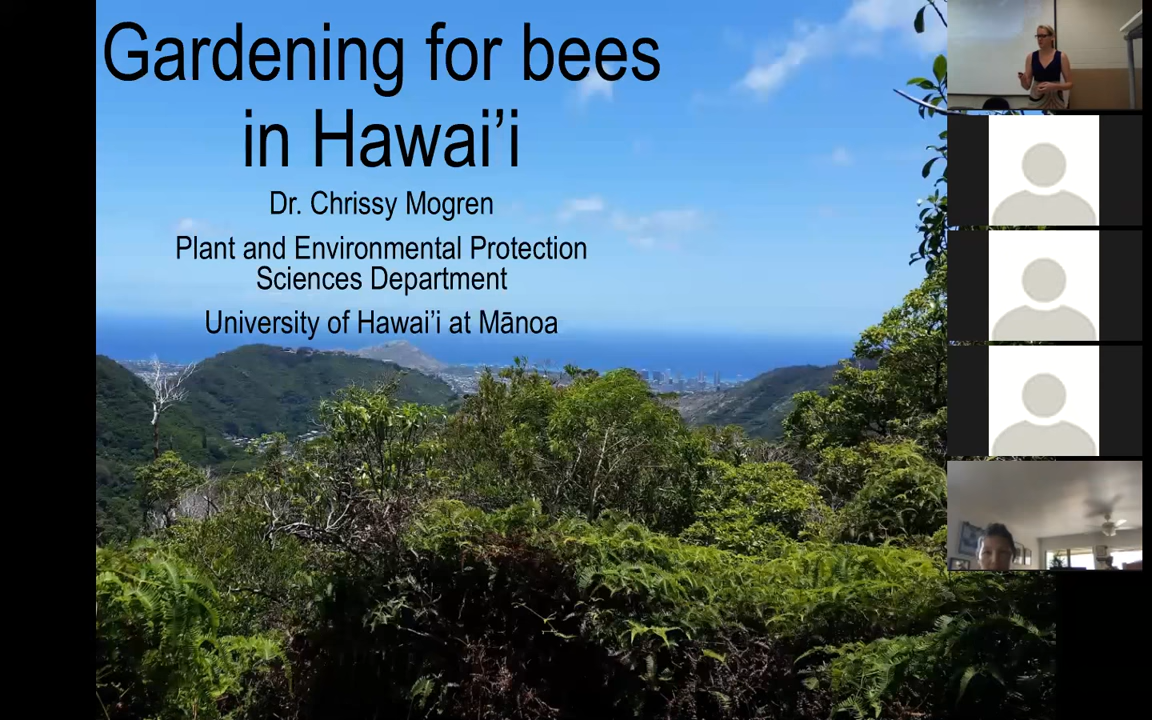 Gardening for bees
in Hawai’i
Dr. Chrissy Mogren
Plant and Environmental Protection
Sciences Department
University of Hawai’i at Mānoa